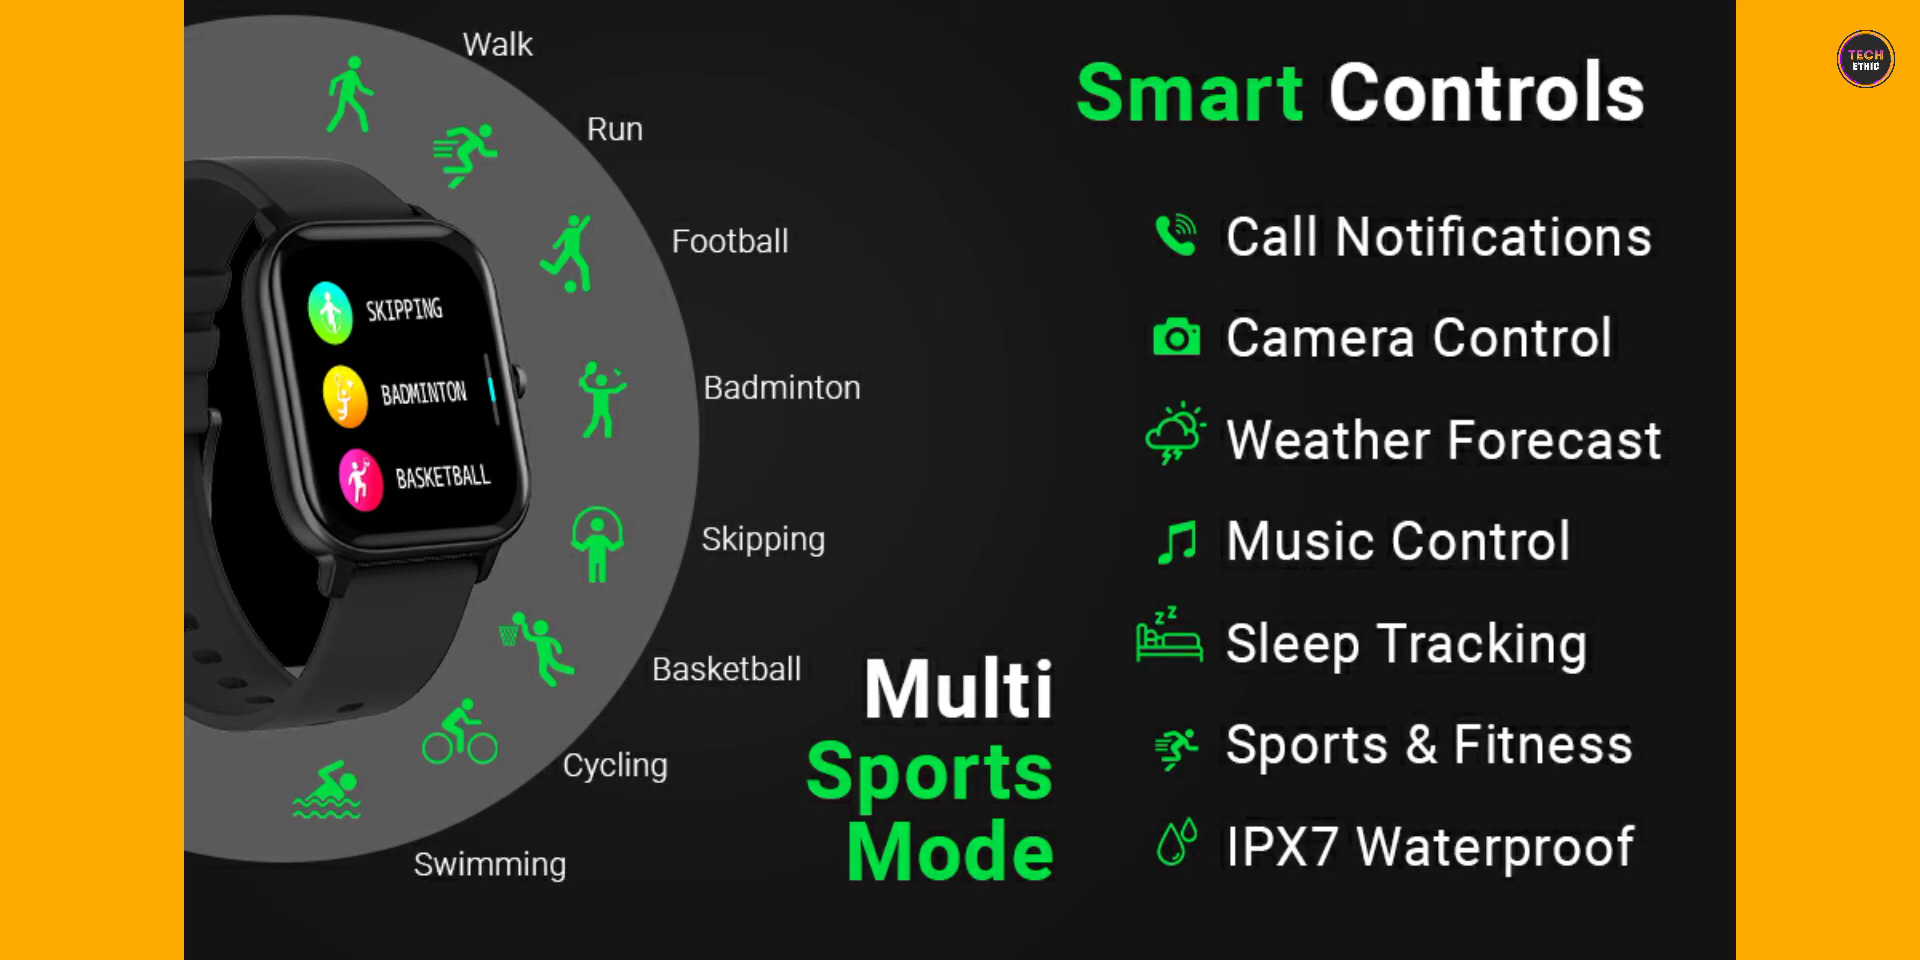 Walk
Run
Football
Badminton
Skipping
Basketball
Cycling
Swimming
SKIPPING
BADMINTON
BASKETBALL
Multi
Sports
Mode
Smart Controls
Call Notifications
Camera Control
Weather Forecast
Music Control
Sleep Tracking
Sports & Fitness
IPX7 Waterproof
TECH
ETHIC